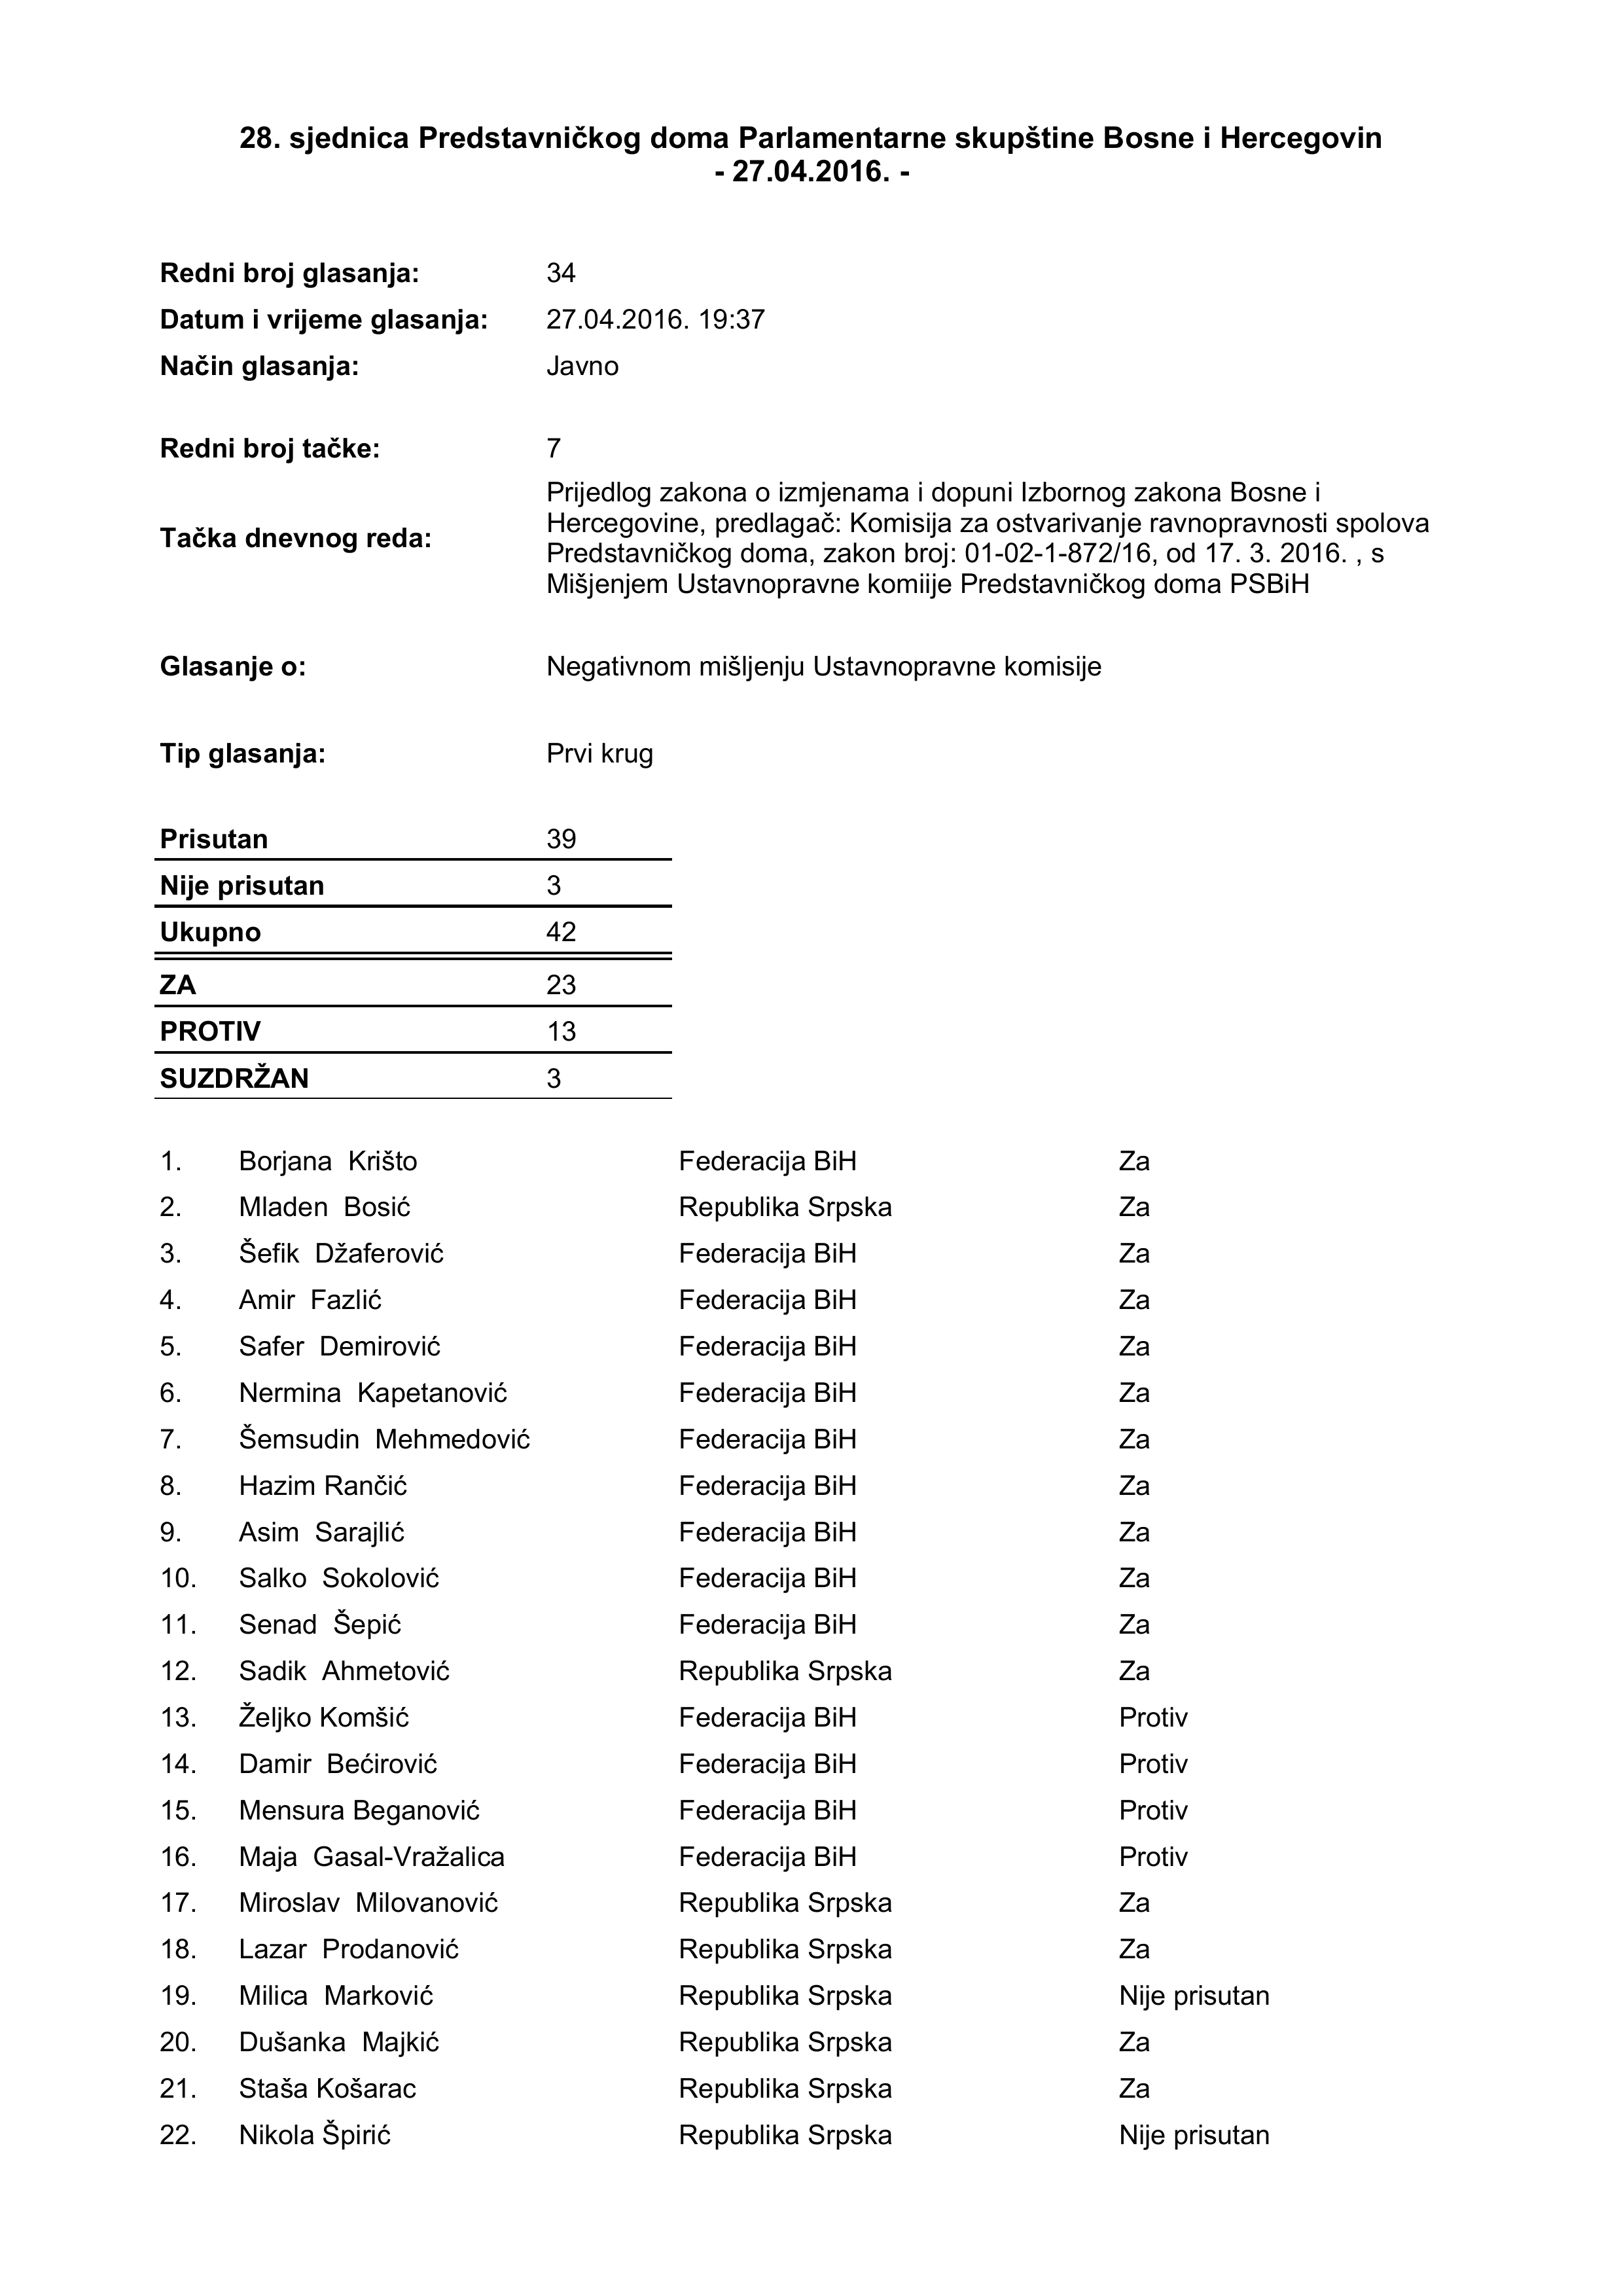 28. sjednica Predstavničkog doma Parlamentarne skupštine Bosne i Hercegovin
- 27.04.2016. -
Redni broj glasanja: 34
Datum i vrijeme glasanja: 27.04.2016. 19:37
Način glasanja: Javno
Redni broj tačke: 7
Tačka dnevnog reda: Prijedlog zakona o izmjenama i dopuni Izbornog zakona Bosne i
Hercegovine, predlagač: Komisija za ostvarivanje ravnopravnosti spolova
Predstavničkog doma, zakon broj: 01-02-1-872/16, od 17. 3. 2016. , s
Mišjenjem Ustavnopravne komiije Predstavničkog doma PSBiH
Glasanje o: Negativnom mišljenju Ustavnopravne komisije
Tip glasanja: Prvi krug
Prisutan 39
Nije prisutan 3
Ukupno 42
ZA 23
PROTIV 13
SUZDRŽAN 3
1. Borjana Krišto Federacija BiH Za
2. Mladen Bosić Republika Srpska Za
3. Šefik Džaferović Federacija BiH Za
4. Amir Fazlić Federacija BiH Za
5. Safer Demirović Federacija BiH Za
6. Nermina Kapetanović Federacija BiH Za
7. Šemsudin Mehmedović Federacija BiH Za
8. Hazim Rančić Federacija BiH Za
9. Asim Sarajlić Federacija BiH Za
10. Salko Sokolović Federacija BiH Za
11. Senad Šepić Federacija BiH Za
12. Sadik Ahmetović Republika Srpska Za
13. Željko Komšić Federacija BiH Protiv
14. Damir Bećirović Federacija BiH Protiv
15. Mensura Beganović Federacija BiH Protiv
16. Maja Gasal-Vražalica Federacija BiH Protiv
17. Miroslav Milovanović Republika Srpska Za
18. Lazar Prodanović Republika Srpska Za
19. Milica Marković Republika Srpska Nije prisutan
20. Dušanka Majkić Republika Srpska Za
21. Staša Košarac Republika Srpska Za
22. Nikola Špirić Republika Srpska Nije prisutan